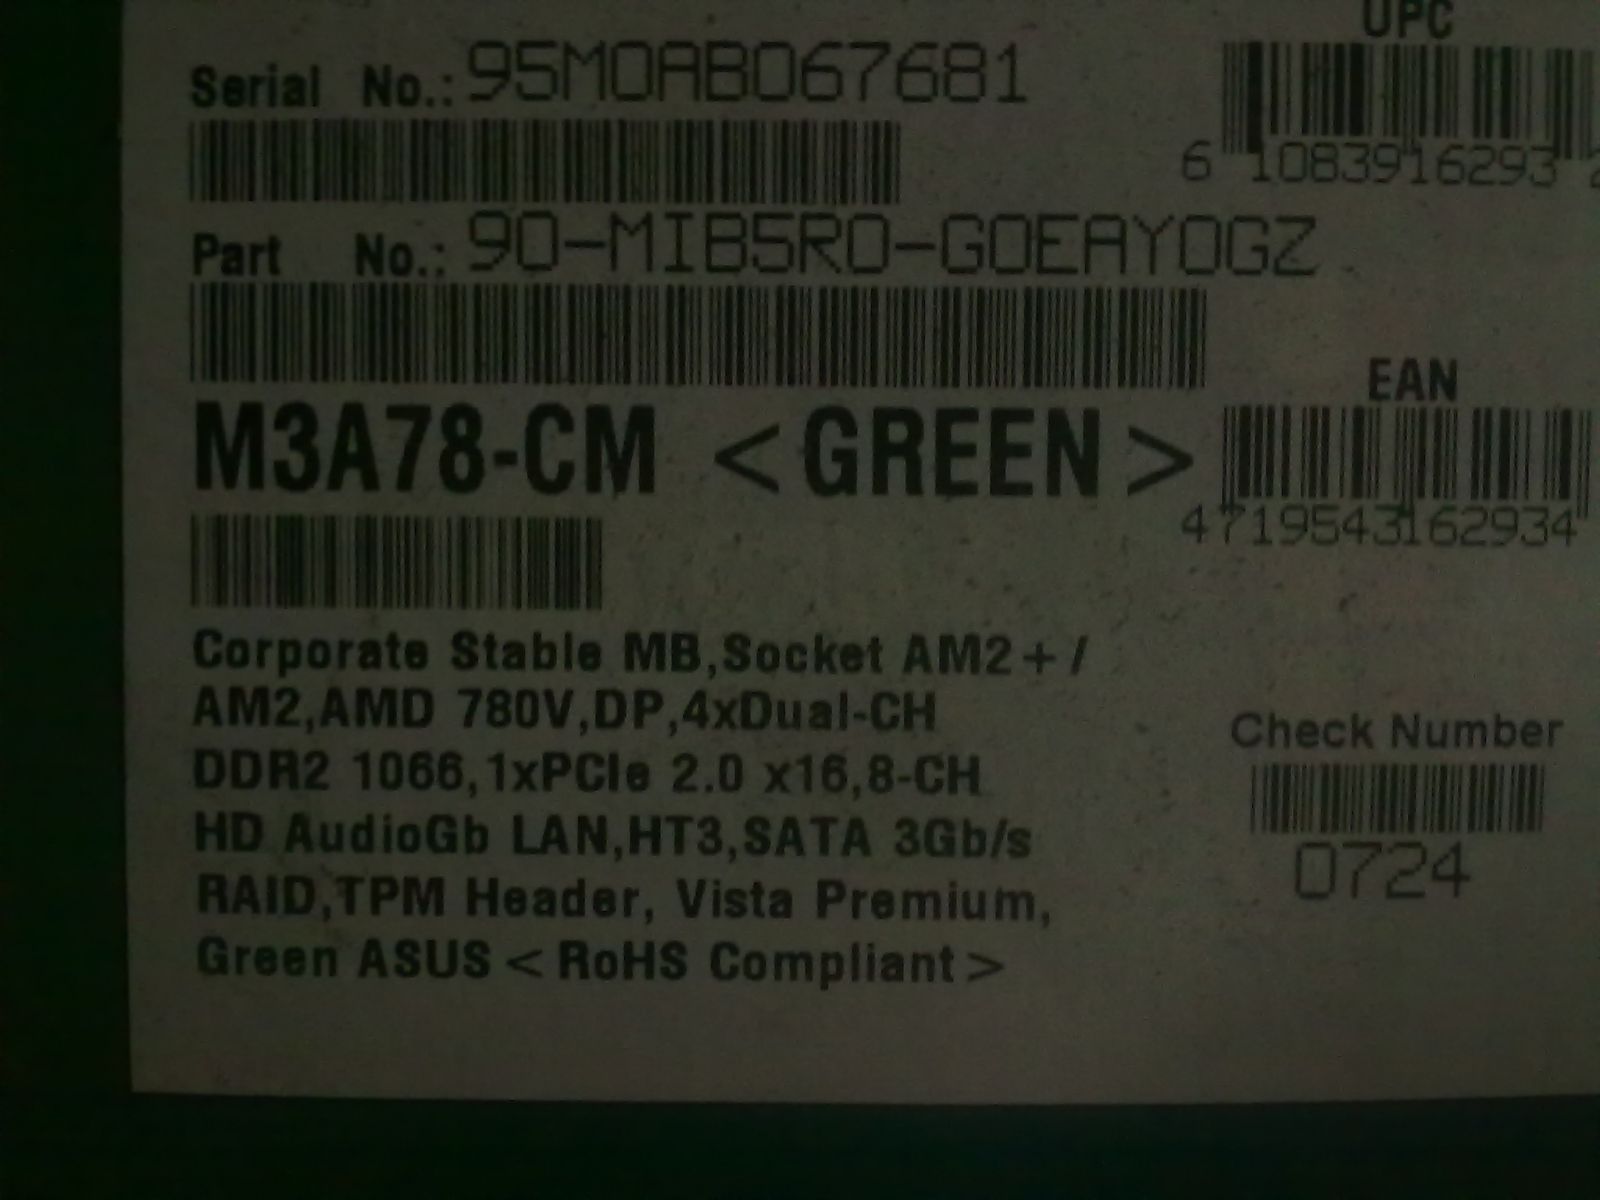 UPC
Serial No.: 95M0AB067681
6 10839162932
Part No.: 90-MIB5R0-G0EAY0GZ
EAN
M3A78-CM <GREEN>
4719543162934
Corporate Stable MB,Socket AM2+/
AM2,AMD 780V,DP,4xDual-CH
DDR2 1066,1xPCIe 2.0 x16,8-CH
HD AudioGb LAN,HT3,SATA 3Gb/s
RAID,TPM Header, Vista Premium,
Green ASUS <RoHS Compliant>
Check Number
0724